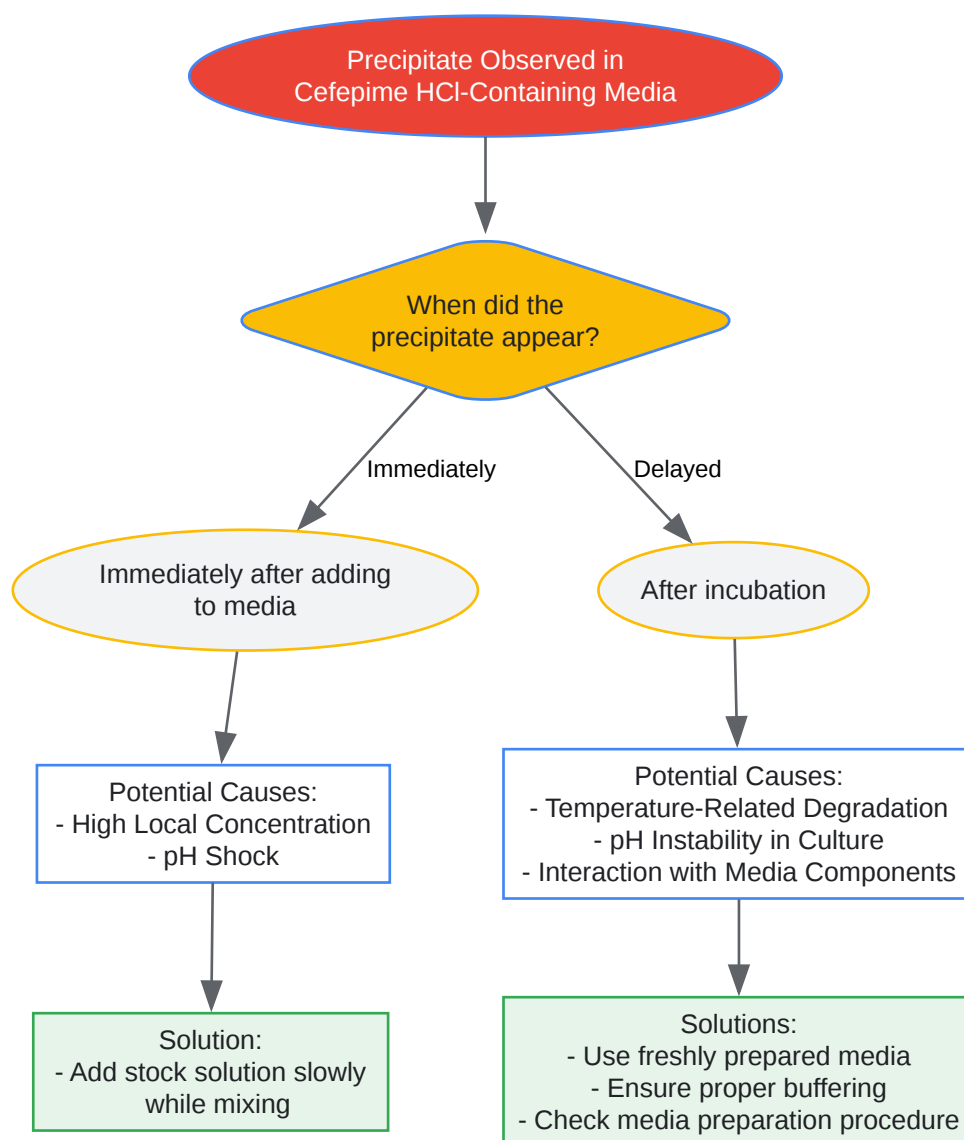 Precipitate Observed in
Cefepime HCl-Containing Media
When did the
precipitate appear?
Immediately
Delayed
Immediately after adding
to media
After incubation
Potential Causes:
- High Local Concentration
- pH Shock
Potential Causes:
- Temperature-Related Degradation
- pH Instability in Culture
- Interaction with Media Components
Solution:
- Add stock solution slowly
while mixing
Solutions:
- Use freshly prepared media
- Ensure proper buffering
- Check media preparation procedure